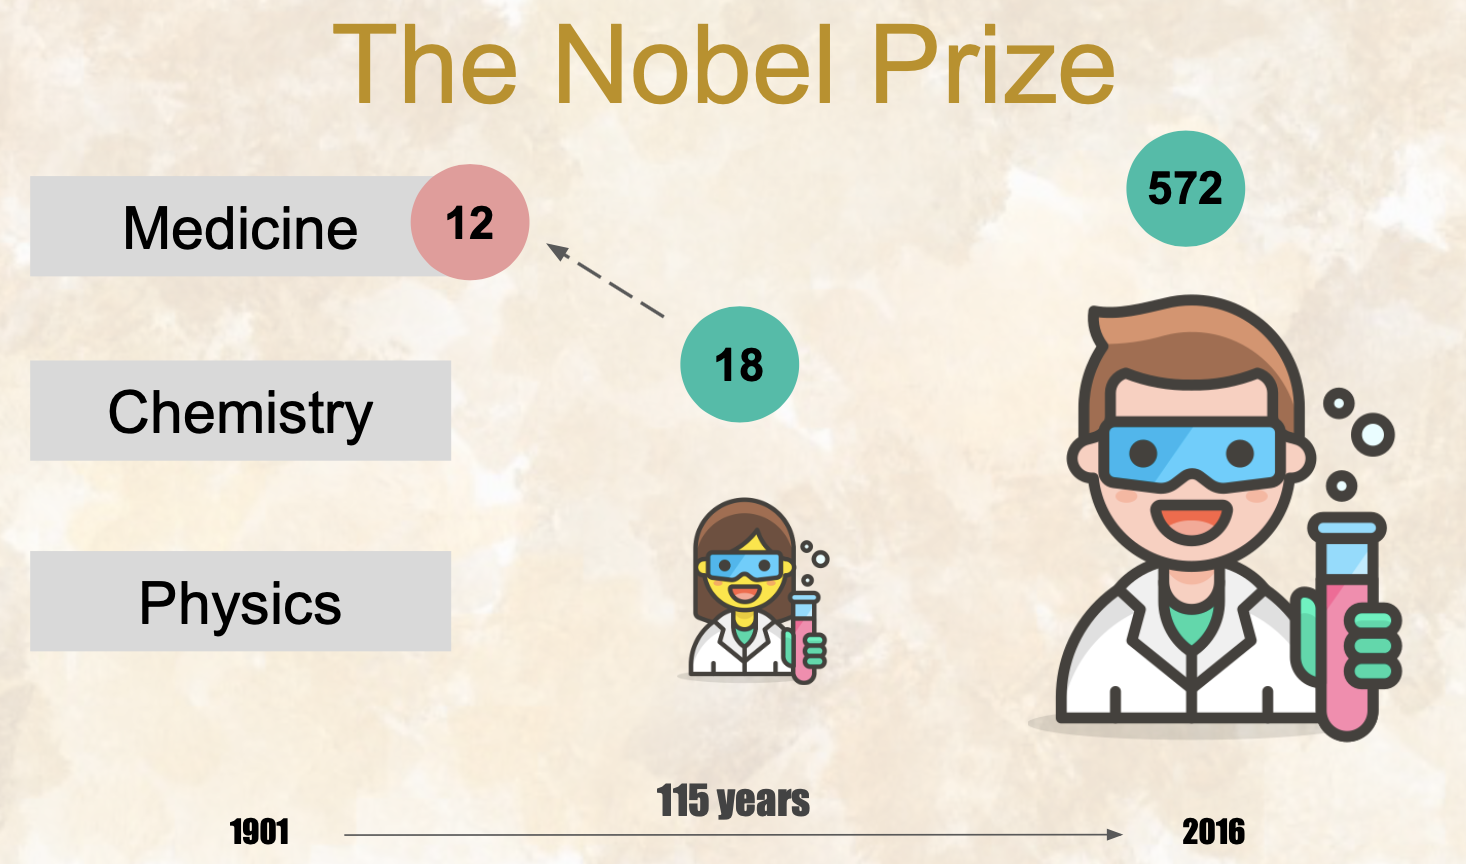 The Nobel Prize
572
Medicine
12
18
Chemistry
Physics
115 years
1901
2016